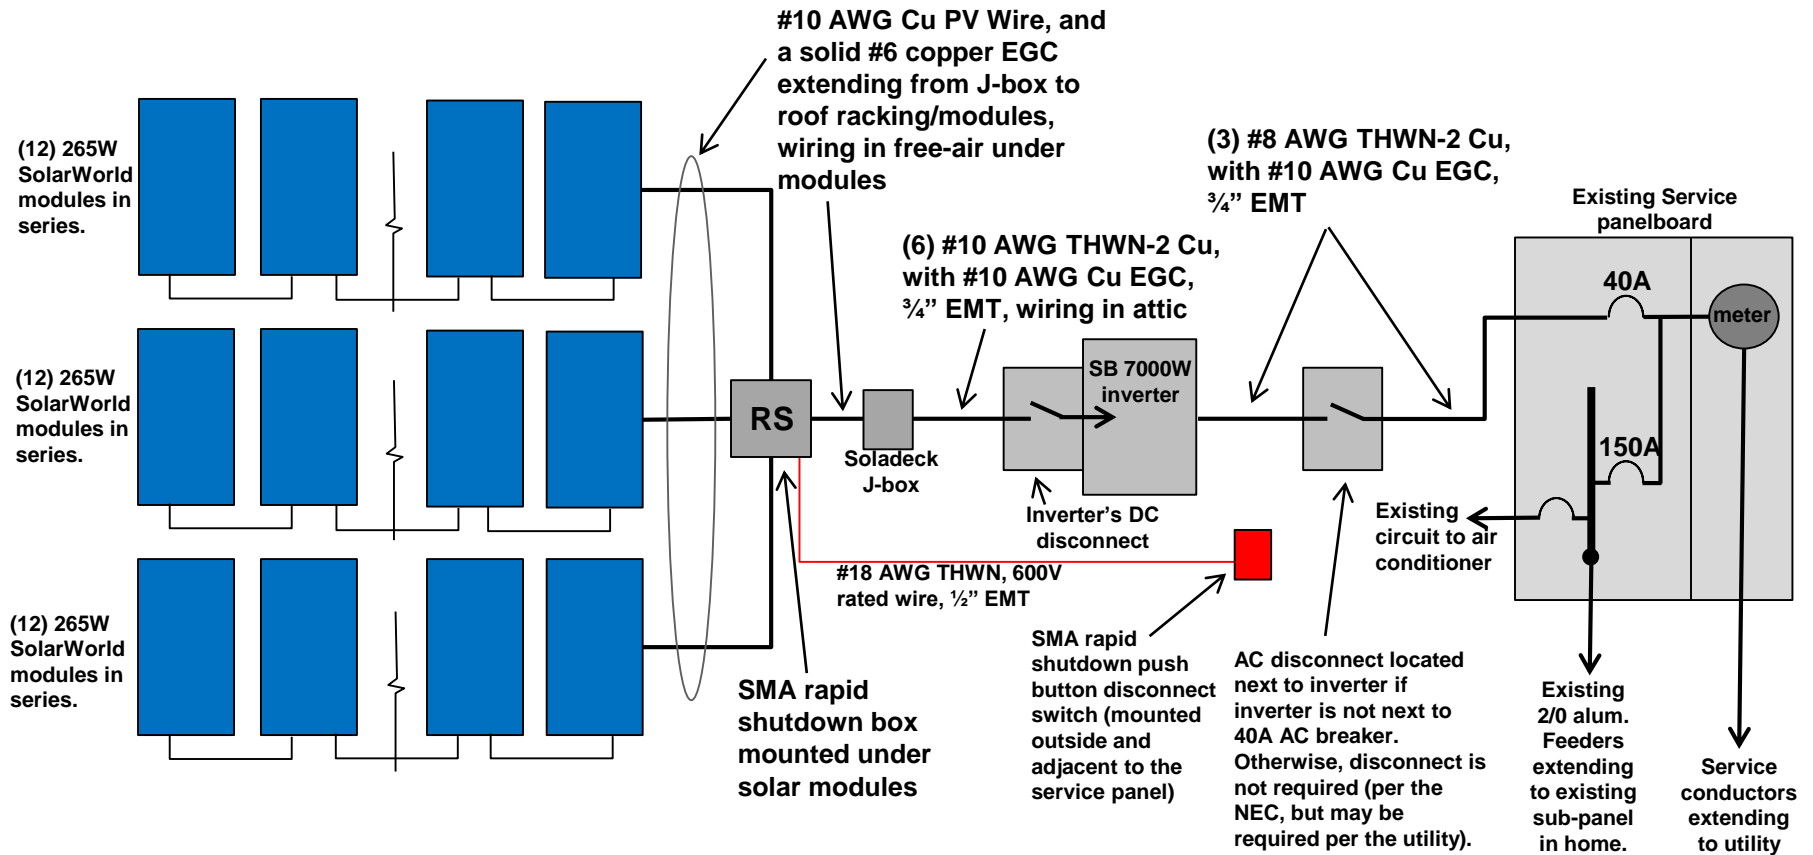 #10 AWG Cu PV Wire, and
a solid #6 copper EGC
extending from J-box to
roof racking/modules,
wiring in free-air under
modules
(12) 265W
SolarWorld
modules in
series.
(3) #8 AWG THWN-2 Cu,
with #10 AWG Cu EGC,
¾” EMT
Existing Service
panelboard
(6) #10 AWG THWN-2 Cu,
with #10 AWG Cu EGC,
¾” EMT, wiring in attic
40A
meter
(12) 265W
SolarWorld
modules in
series.
RS
Soladeck
J-box
SB 7000W
inverter
150A
Inverter’s DC
disconnect
Existing
circuit to air
conditioner
#18 AWG THWN, 600V
rated wire, ½” EMT
(12) 265W
SolarWorld
modules in
series.
SMA rapid
shutdown box
mounted under
solar modules
SMA rapid
shutdown push
button disconnect
switch (mounted
outside and
adjacent to the
service panel)
AC disconnect located
next to inverter if
inverter is not next to
40A AC breaker.
Otherwise, disconnect is
not required (per the
NEC, but may be
required per the utility).
Existing
2/0 alum.
Feeders
extending
to existing
sub-panel
in home.
Service
conductors
extending
to utility